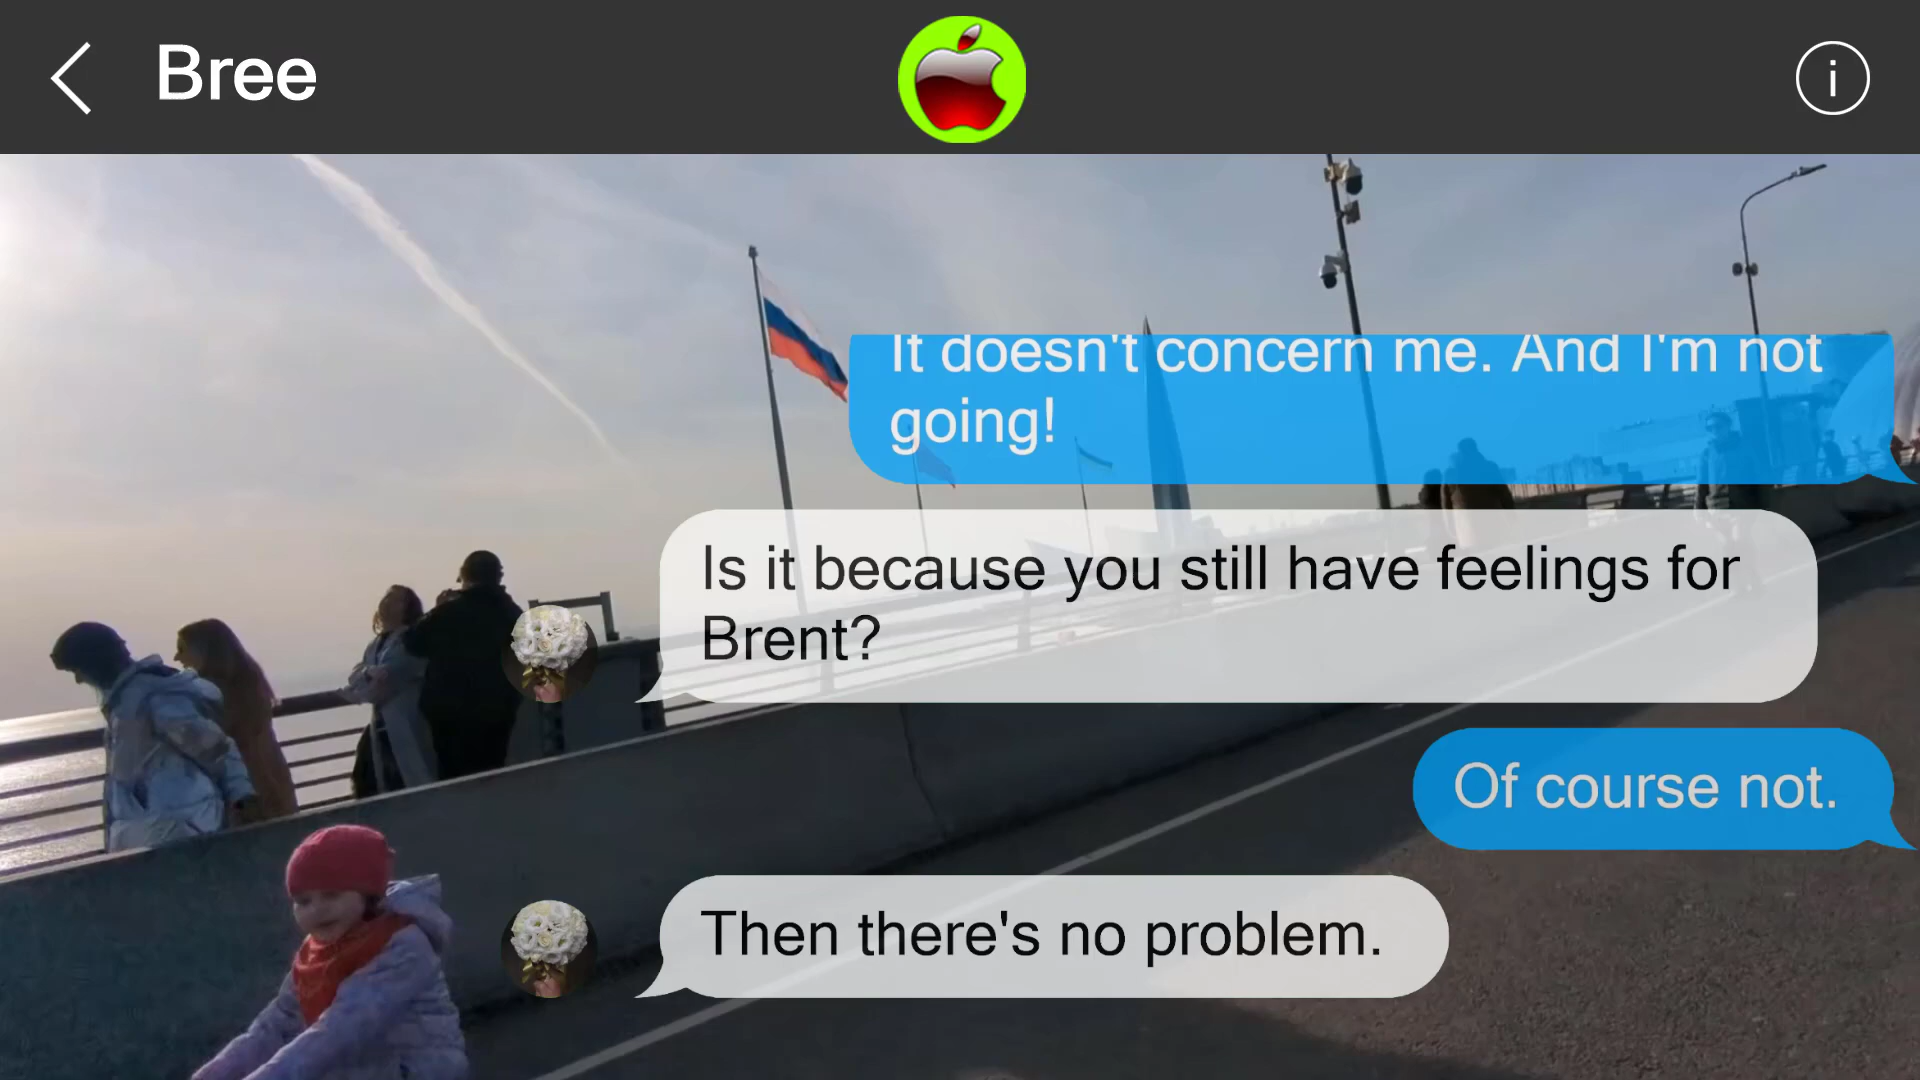 Bree
i
It doesn't concern me. And I'm not
going!
Is it because you still have feelings for
Brent?
Of course not.
Then there's no problem.